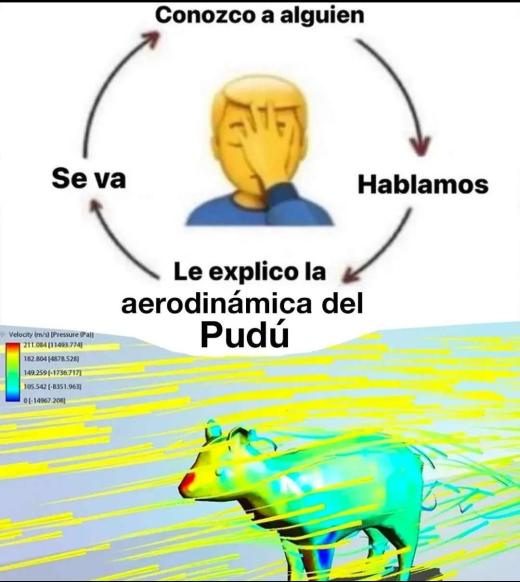 Conozco a alguien
Hablamos
Le explico la
aerodinámica del
Pudú
Se va
Velocity (m/s) [Pressure (Pa)]
211.084 [11493.774]
182.804 [4878.528]
149.259 [-1736.717]
105.542 [-8351.963]
0 [-14967.208]